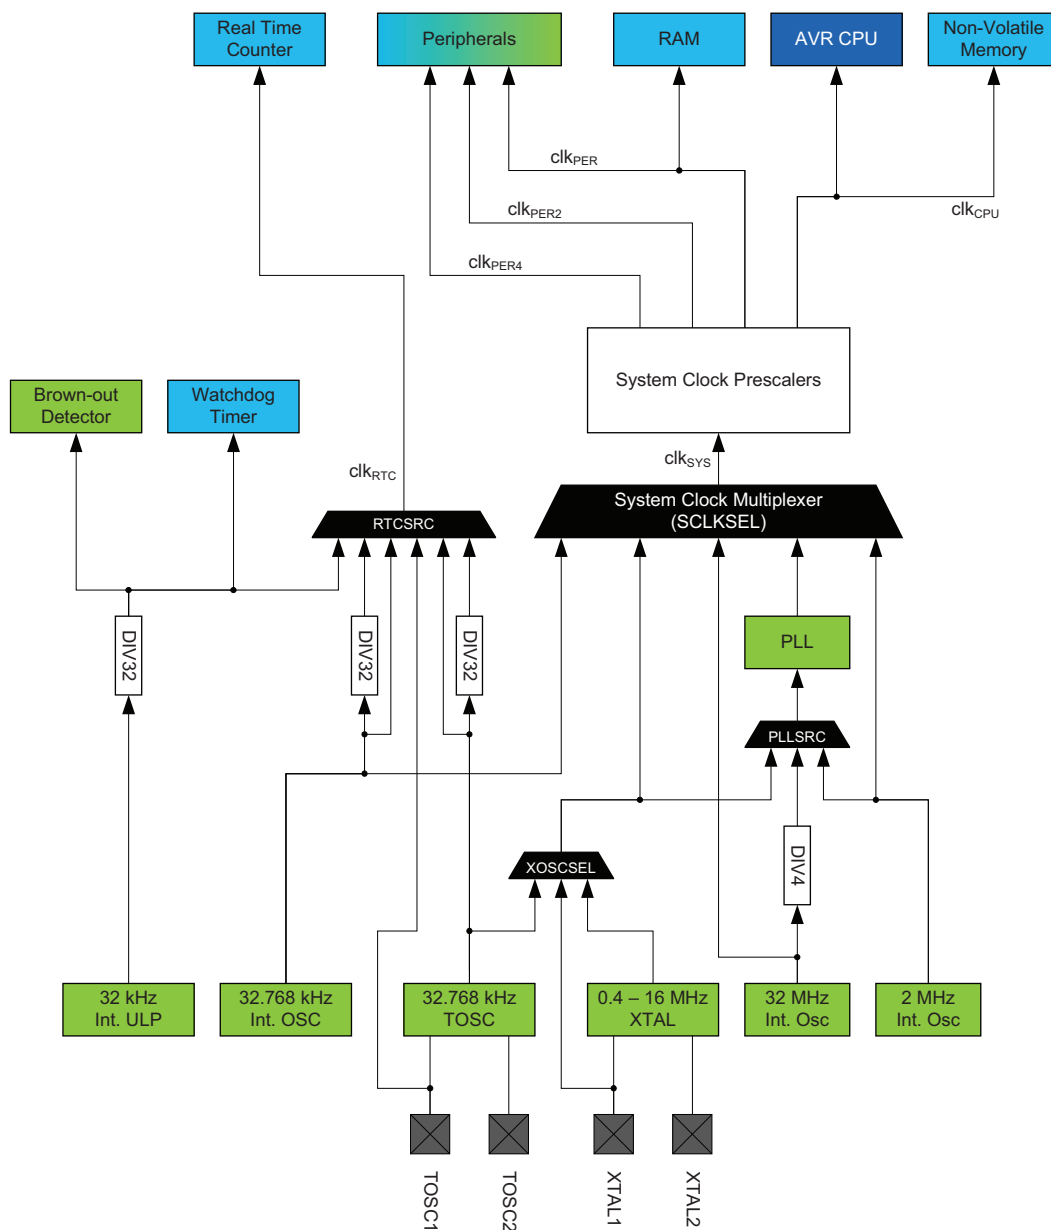 Real Time
Counter
Peripherals
RAM
AVR CPU
Non-Volatile
Memory
clkPER
clkPER2
clkCPU
clkPER4
System Clock Prescalers
Brown-out
Detector
Watchdog
Timer
clkRTC
clkSYS
RTCSRC
System Clock Multiplexer
(SCLKSEL)
DIV32
DIV32
DIV32
PLL
PLLSRC
XOSCSEL
DIV4
32 kHz
Int. ULP
32.768 kHz
Int. OSC
32.768 kHz
TOSC
0.4 – 16 MHz
XTAL
32 MHz
Int. Osc
2 MHz
Int. Osc
TOSC1
TOSC2
XTAL1
XTAL2